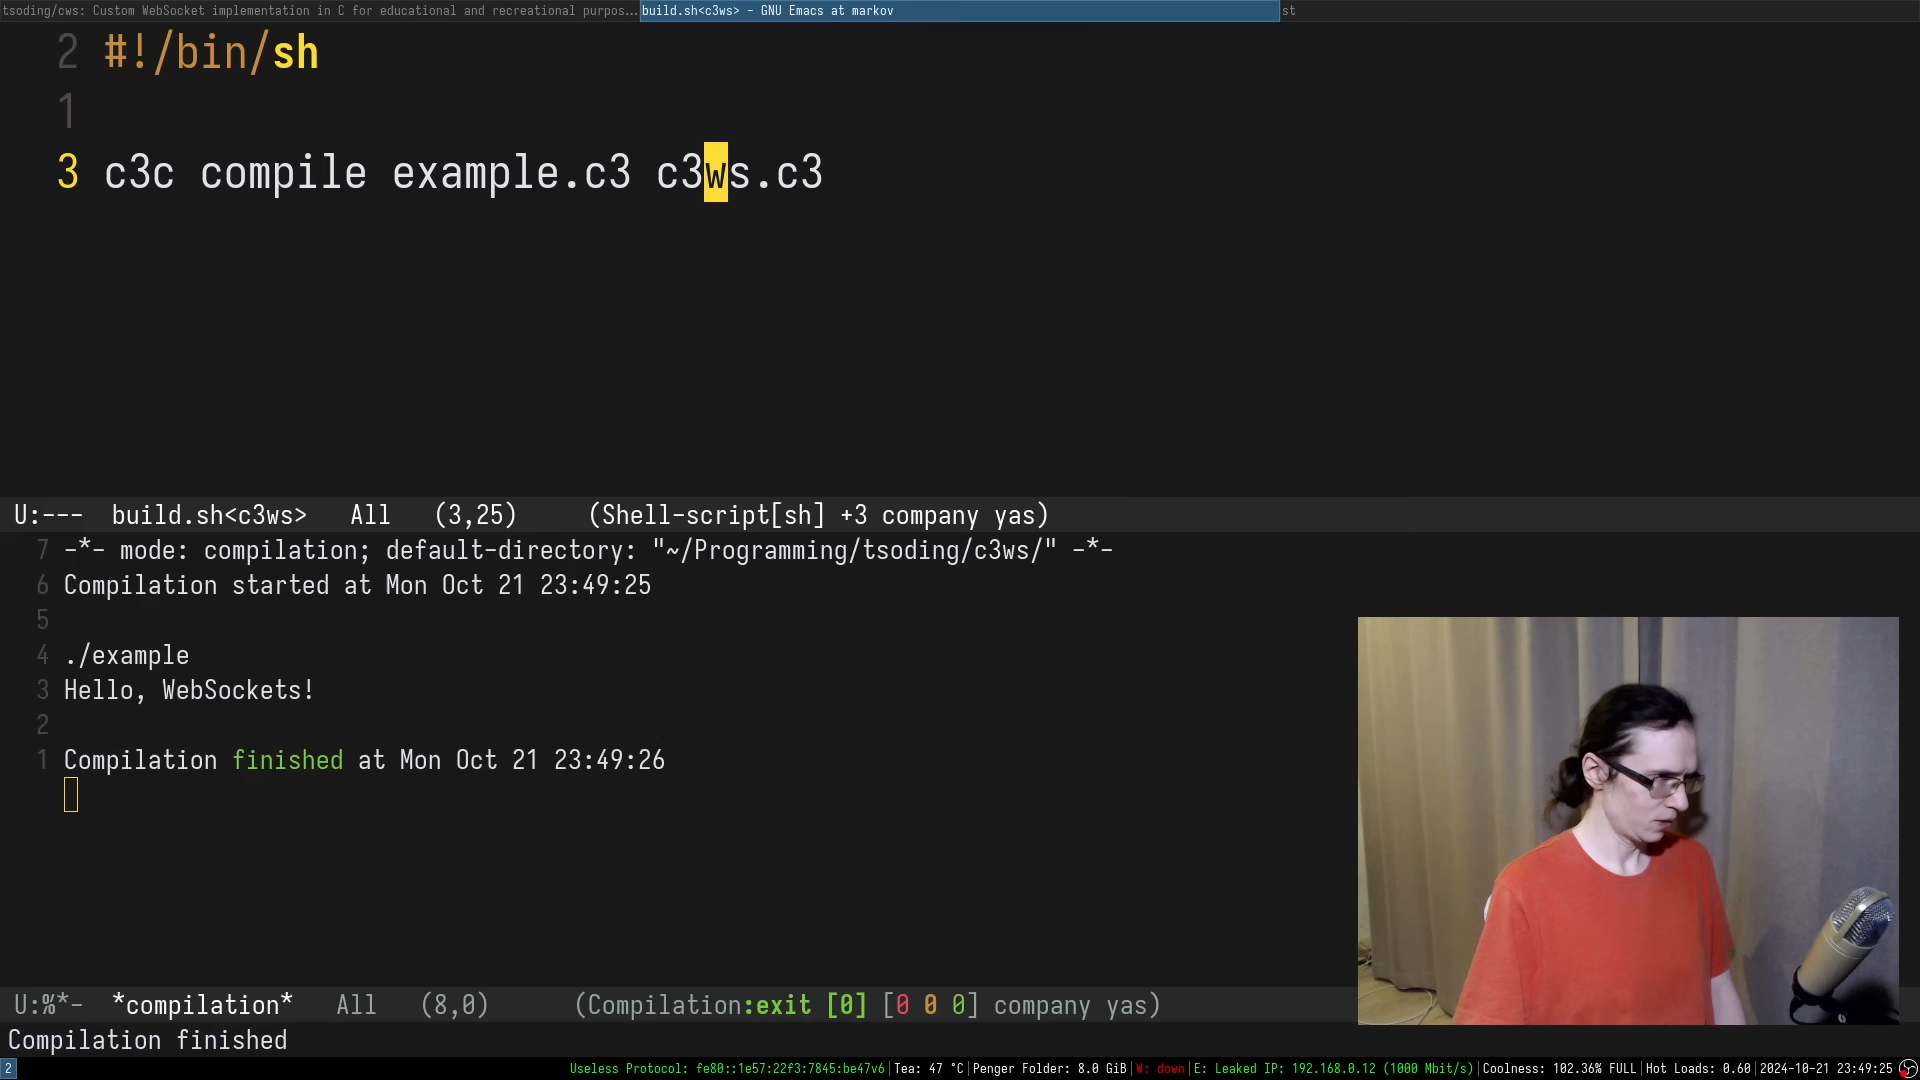 tsoding/cws: Custom WebSocket implementation in C for educational and recreational purpos... build.sh<c3ws> - GNU Emacs at markov st
2 #!/bin/sh
1
3 c3c compile example.c3 c3ws.c3
U:--- build.sh<c3ws> All (3,25) (Shell-script[sh] +3 company yas)
7 -*- mode: compilation; default-directory: "~/Programming/tsoding/c3ws/" -*-
6 Compilation started at Mon Oct 21 23:49:25
5
4 ./example
3 Hello, WebSockets!
2
1 Compilation finished at Mon Oct 21 23:49:26
U:%*- *compilation* All (8,0) (Compilation:exit [0] [0 0 0] company yas)
Compilation finished
2 Useless Protocol: fe80::1e57:22f3:7845:be47v6|Tea: 47 °C|Penger Folder: 8.0 GiB|W: down|E: Leaked IP: 192.168.0.12 (1000 Mbit/s)|Coolness: 102.36% FULL|Hot Loads: 0.60|2024-10-21 23:49:25